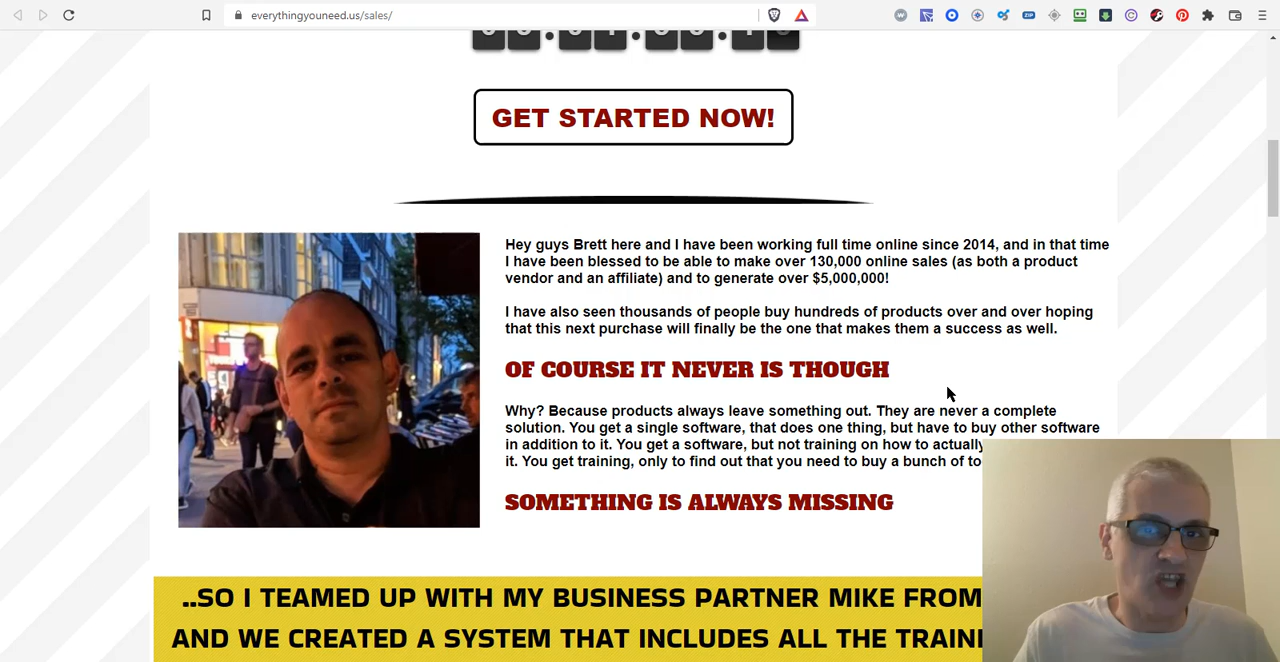 everythingyouneed.us/sales/
GET STARTED NOW!
Hey guys Brett here and I have been working full time online since 2014, and in that time
I have been blessed to be able to make over 130,000 online sales (as both a product
vendor and an affiliate) and to generate over $5,000,000!
I have also seen thousands of people buy hundreds of products over and over hoping
that this next purchase will finally be the one that makes them a success as well.
OF COURSE IT NEVER IS THOUGH
Why? Because products always leave something out. They are never a complete
solution. You get a single software, that does one thing, but have to buy other software
in addition to it. You get a software, but not training on how to actually
it. You get training, only to find out that you need to buy a bunch of
SOMETHING IS ALWAYS MISSING
..SO I TEAMED UP WITH MY BUSINESS PARTNER MIKE FROM
AND WE CREATED A SYSTEM THAT INCLUDES ALL THE